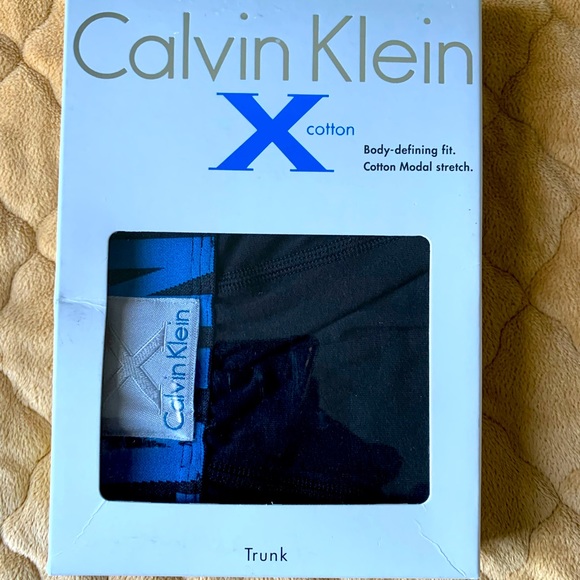 Calvin Klein
X
cotton
Body-defining fit.
Cotton Modal stretch.
X
Calvin Klein
Trunk